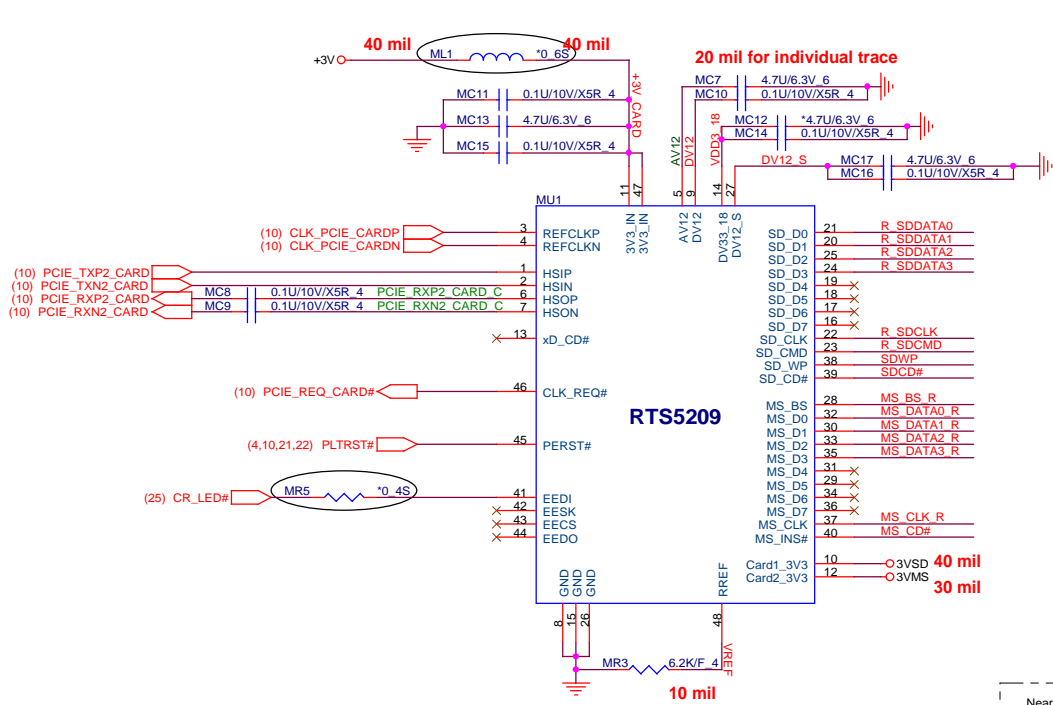 40 mil
40 mil
+3V
ML1
*0_6S
20 mil for individual trace
MC7
4.7U/6.3V_6
MC10
0.1U/10V/X5R_4
MC11
0.1U/10V/X5R_4
MC13
4.7U/6.3V_6
MC15
0.1U/10V/X5R_4
+3V_CARD
AV12
DV12
VDD3_18
MC12
*4.7U/6.3V_6
MC14
0.1U/10V/X5R_4
DV12_S
MC17
4.7U/6.3V_6
MC16
0.1U/10V/X5R_4
11
47
5
9
14
27
MU1
3V3_IN
3V3_IN
AV12
DV12
DV33_18
DV12_S
(10) CLK_PCIE_CARDP
3
REFCLKP
(10) CLK_PCIE_CARDN
4
REFCLKN
(10) PCIE_TXP2_CARD
1
HSIP
(10) PCIE_TXN2_CARD
2
HSIN
(10) PCIE_RXP2_CARD
MC8
0.1U/10V/X5R_4
PCIE_RXP2_CARD_C
6
HSOP
(10) PCIE_RXN2_CARD
MC9
0.1U/10V/X5R_4
PCIE_RXN2_CARD_C
7
HSON
13
xD_CD#
(10) PCIE_REQ_CARD#
46
CLK_REQ#
(4,10,21,22) PLTRST#
45
PERST#
(25) CR_LED#
MR5
*0_4S
41
EEDI
42
EESK
43
EECS
44
EEDO
RTS5209
SD_D0
21
R_SDDATA0
SD_D1
20
R_SDDATA1
SD_D2
25
R_SDDATA2
SD_D3
24
R_SDDATA3
SD_D4
19
SD_D5
18
SD_D6
17
SD_D7
16
SD_CLK
22
R_SDCLK
SD_CMD
23
R_SDCMD
SD_WP
38
SDWP
SD_CD#
39
SDCD#
MS_BS
28
MS_BS_R
MS_D0
32
MS_DATA0_R
MS_D1
30
MS_DATA1_R
MS_D2
33
MS_DATA2_R
MS_D3
35
MS_DATA3_R
MS_D4
31
MS_D5
29
MS_D6
34
MS_D7
36
MS_CLK
37
MS_CLK_R
MS_INS#
40
MS_CD#
Card1_3V3
10
3VSD
40 mil
Card2_3V3
12
3VMS
30 mil
GND
GND
GND
RREF
8
15
26
48
VREF
MR3
6.2K/F_4
10 mil
Near